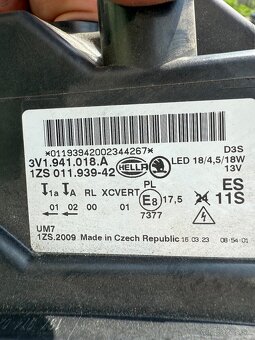 *01193942002344267*
D3S
3V1.941.018.A
HELLA
LED 18/4,5/18W
1ZS 011.939-42
13V
1a A RL XCVERT PL
E8 17,5 24 ES
01 02 00 01 11S
7377
UM7
1ZS.2009 Made in Czech Republic 16.03.23 08:54:01